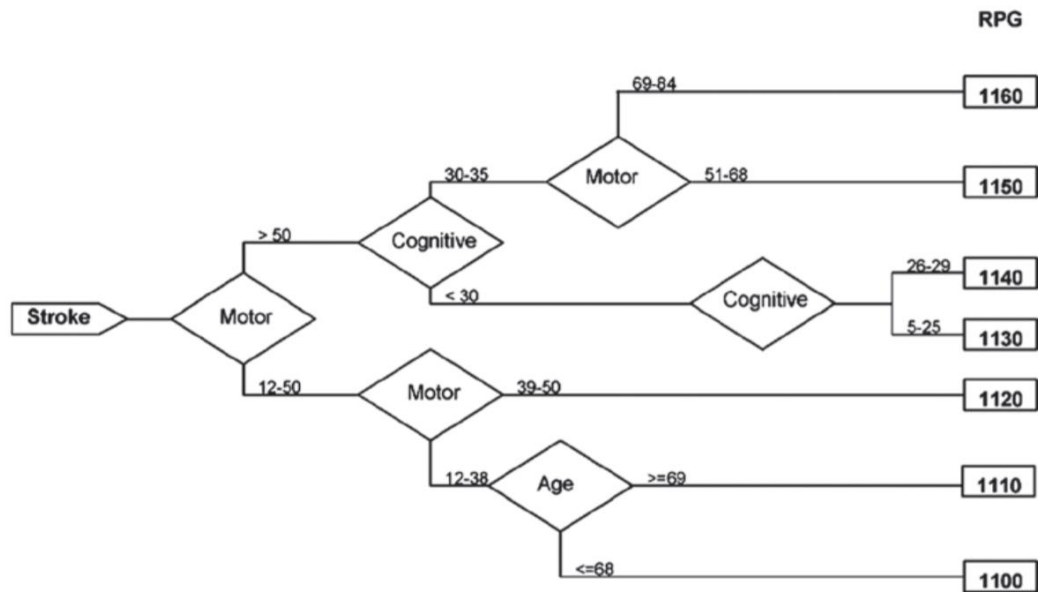 RPG
69-84
1160
30-35
Motor
51-68
1150
> 50
Cognitive
26-29
1140
< 30
Cognitive
Stroke
Motor
5-25
1130
12-50
Motor
39-50
1120
12-38
Age
>=69
1110
<=68
1100